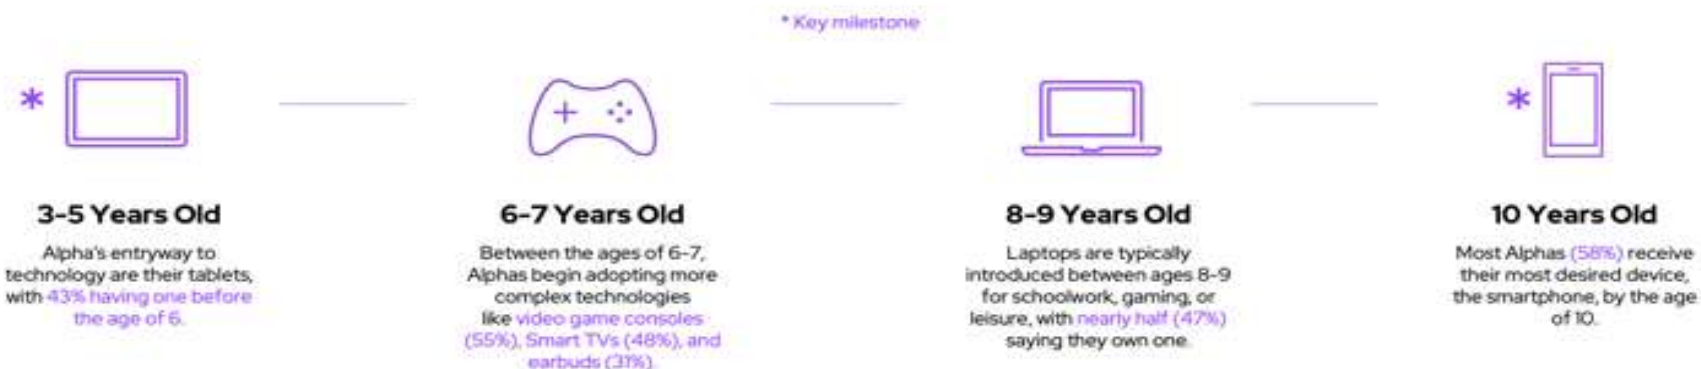 * Key milestone
*
*
3-5 Years Old
Alpha's entryway to
technology are their tablets,
with 43% having one before
the age of 6.
6-7 Years Old
Between the ages of 6-7,
Alphas begin adopting more
complex technologies
like video game consoles
(55%), Smart TVs (48%), and
earbuds (31%).
8-9 Years Old
Laptops are typically
introduced between ages 8-9
for schoolwork, gaming, or
leisure, with nearly half (47%)
saying they own one.
10 Years Old
Most Alphas (58%) receive
their most desired device,
the smartphone, by the age
of 10.